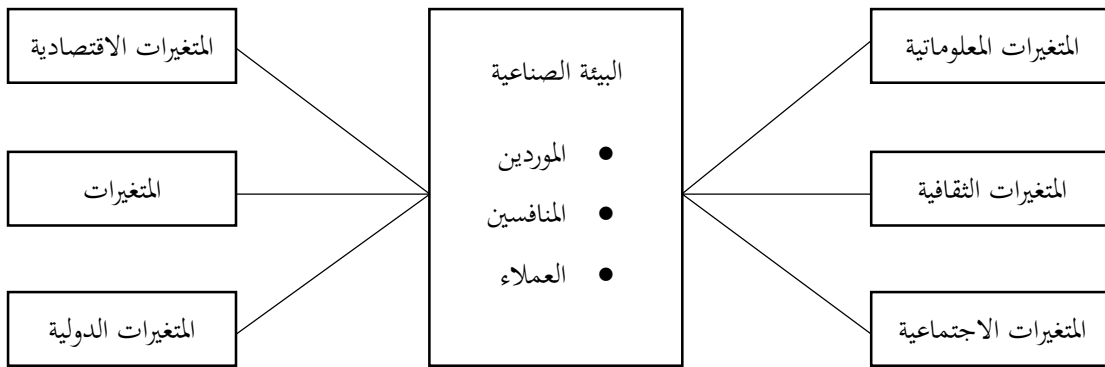 المتغيرات المعلوماتية
المتغيرات الثقافية
المتغيرات الاجتماعية
البيئة الصناعية
● الموردين
● المنافسين
● العملاء
المتغيرات الاقتصادية
المتغيرات
المتغيرات الدولية